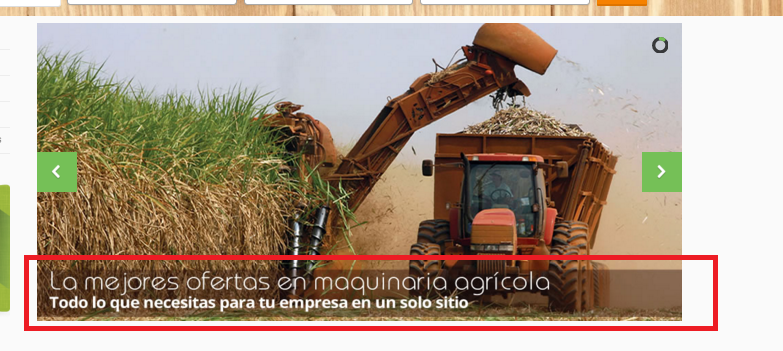 La mejores ofertas en maquinaria agrícola
Todo lo que necesitas para tu empresa en un solo sitio